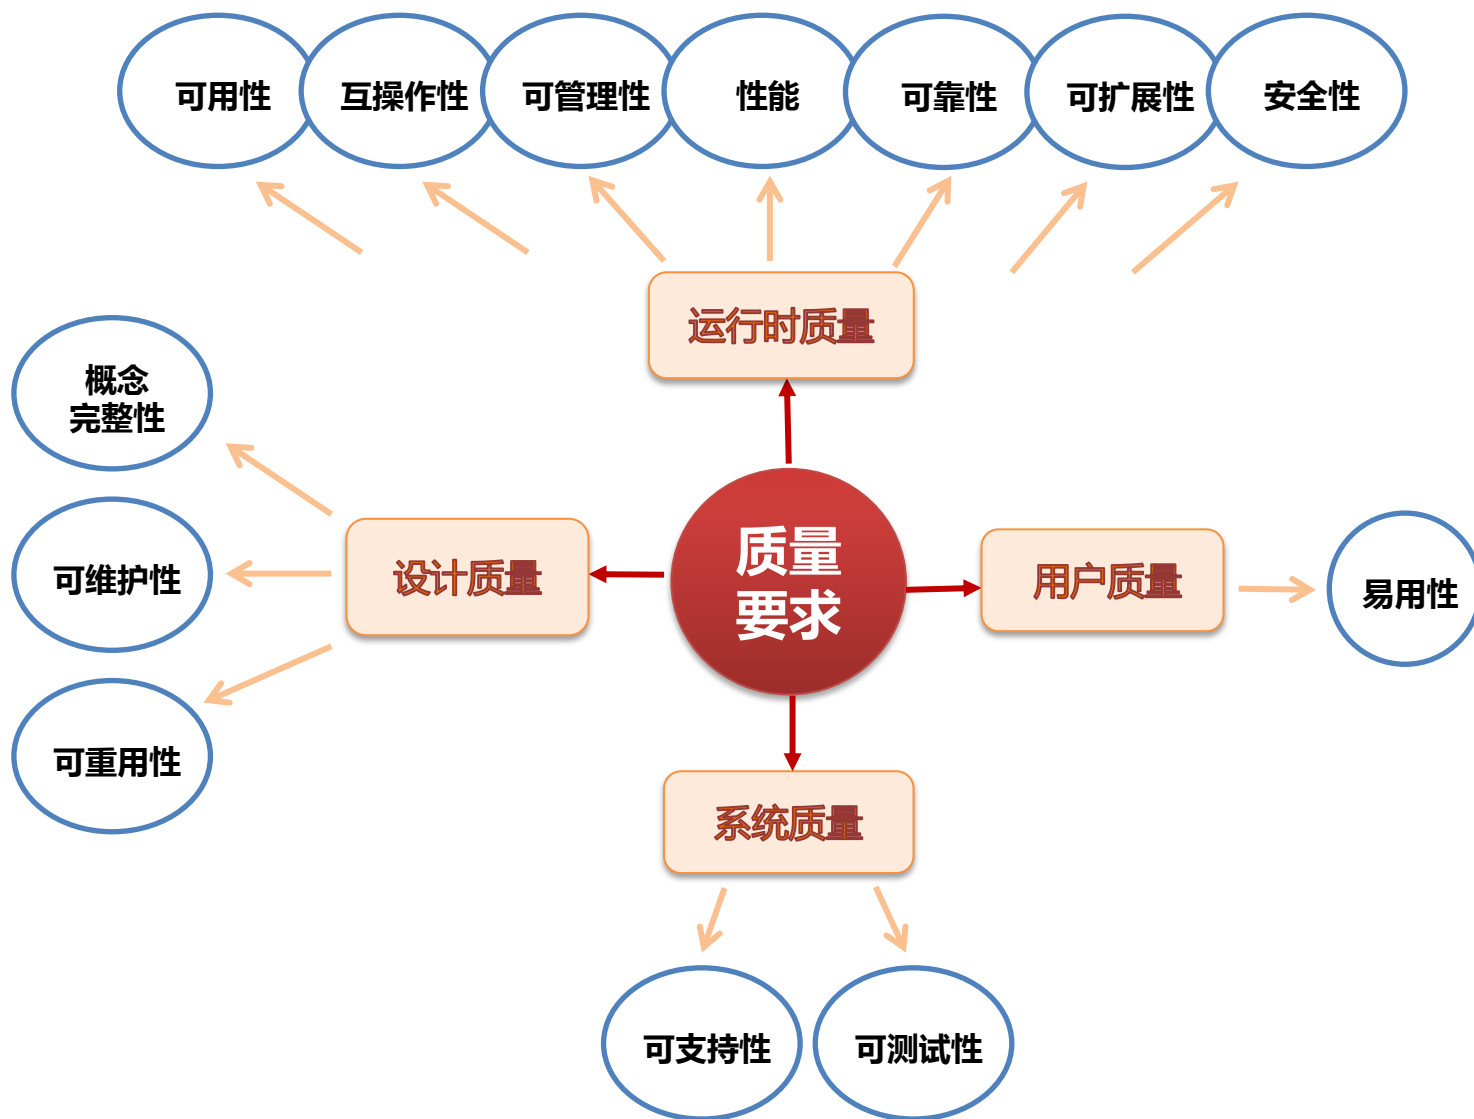 可用性
互操作性
可管理性
性能
可靠性
可扩展性
安全性
运行时质量
概念
完整性
可维护性
可重用性
设计质量
质量
要求
用户质量
易用性
系统质量
可支持性
可测试性